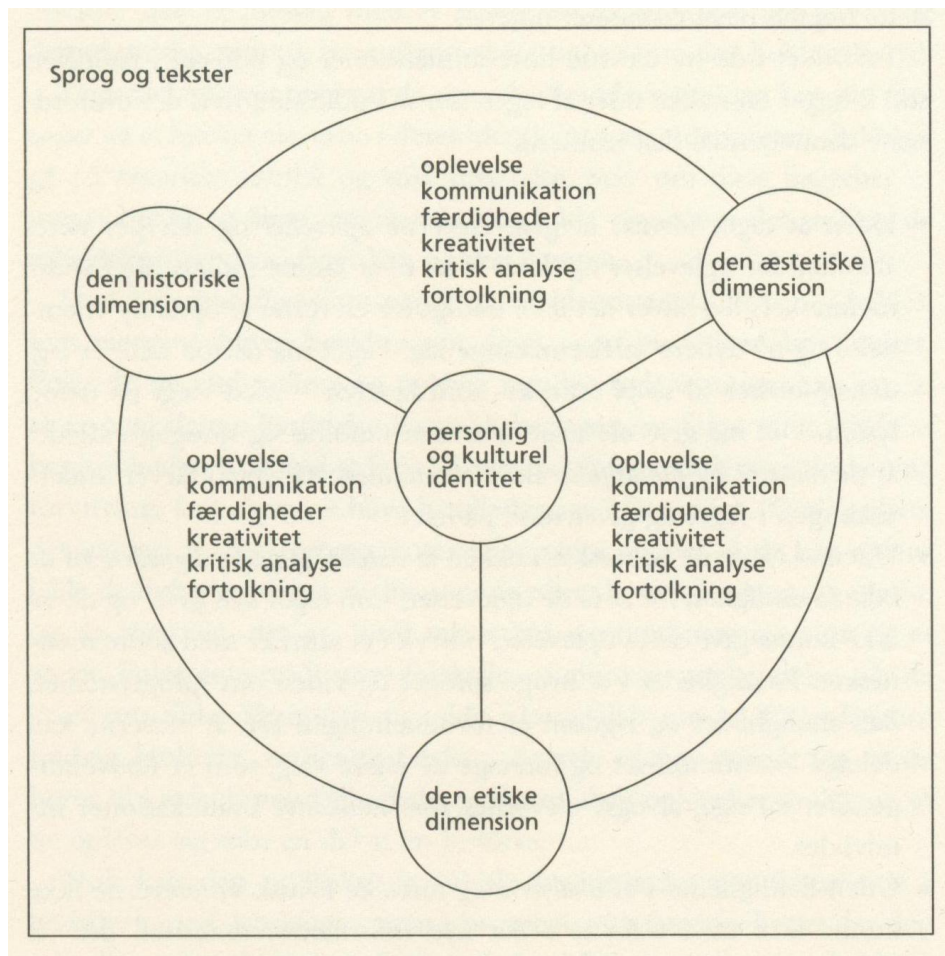 Sprog og tekster
oplevelse
kommunikation
færdigheder
kreativitet
kritisk analyse
fortolkning
den historiske
dimension
den æstetiske
dimension
personlig
og kulturel
identitet
oplevelse
kommunikation
færdigheder
kreativitet
kritisk analyse
fortolkning
oplevelse
kommunikation
færdigheder
kreativitet
kritisk analyse
fortolkning
den etiske
dimension